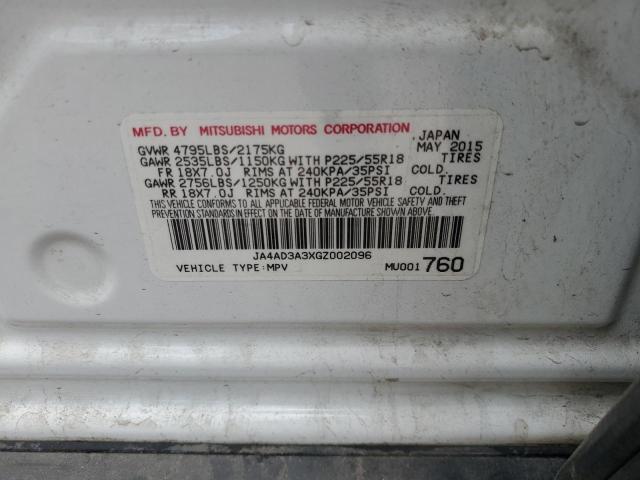 MFD. BY MITSUBISHI MOTORS CORPORATION JAPAN
GVWR 4795LBS/2175KG MAY 2015
GAWR 2535LBS/1150KG WITH P225/55R18 TIRES
FR 18X7.0J RIMS AT 240KPA/35PSI COLD.
GAWR 2756LBS/1250KG WITH P225/55R18 TIRES
RR 18X7.0J RIMS AT 240KPA/35PSI COLD.
THIS VEHICLE CONFORMS TO ALL APPLICABLE FEDERAL MOTOR VEHICLE SAFETY AND THEFT
PREVENTION STANDARDS IN EFFECT ON THE DATE OF MANUFACTURE SHOWN ABOVE.
JA4AD3A3XGZ002096
VEHICLE TYPE:MPV MU001 760